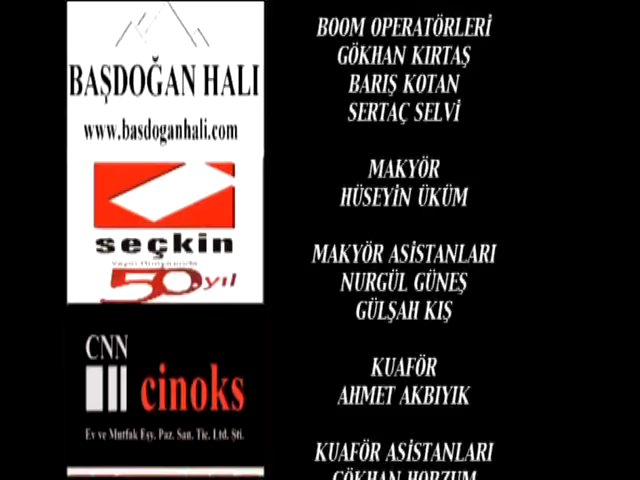 BAŞDOĞAN HALI
www.basdoganhali.com
seçkin
50.yıl
CNN
cinoks
Ev ve Mutfak Eşy. Paz. San. Tic. Ltd. Şti.
BOOM OPERATÖRLERİ
GÖKHAN KIRTAŞ
BARIŞ KOTAN
SERTAÇ SELVİ
MAKYÖR
HÜSEYİN ÜKÜM
MAKYÖR ASİSTANLARI
NURGÜL GÜNEŞ
GÜLŞAH KIŞ
KUAFÖR
AHMET AKBIYIK
KUAFÖR ASİSTANLARI
GÖKHAN HORZUM